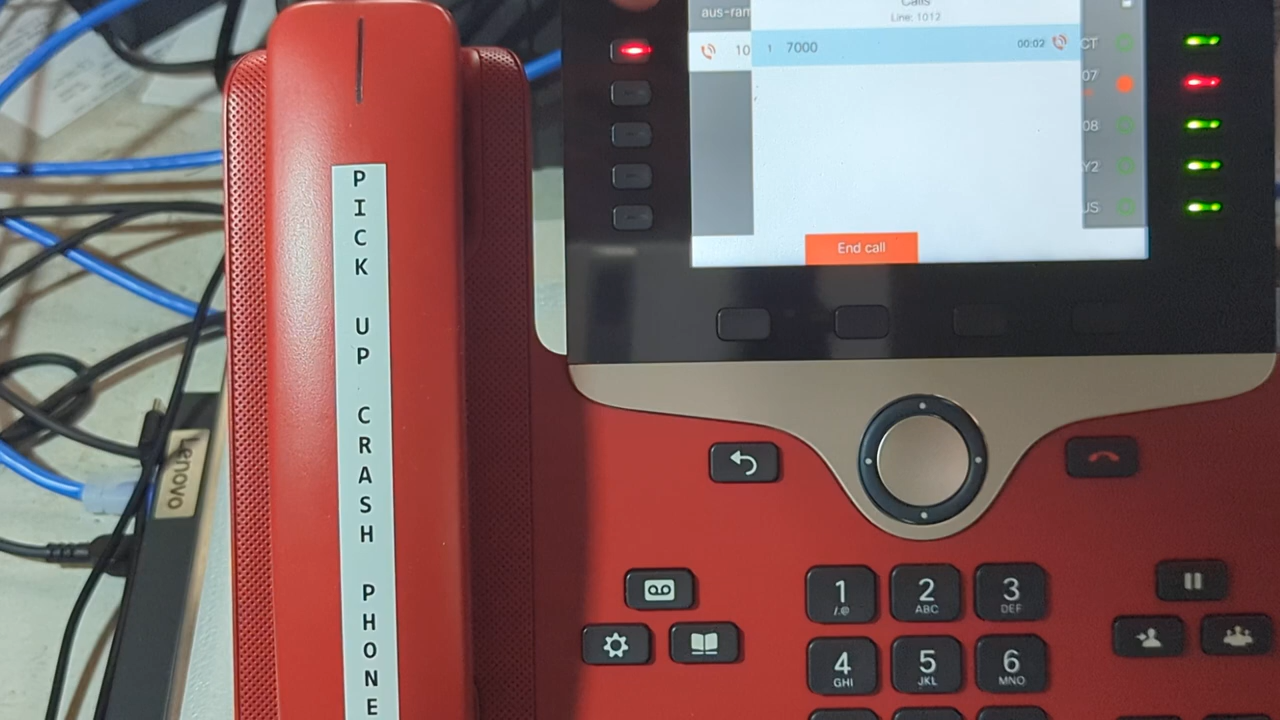 PICK UP CRASH PHONE
aus-ram
Calls
Line: 1012
10
1 7000 00:02
CT
07
08
Y2
US
End call
Lenovo
1 /.@
2 ABC
3 DEF
4 GHI
5 JKL
6 MNO